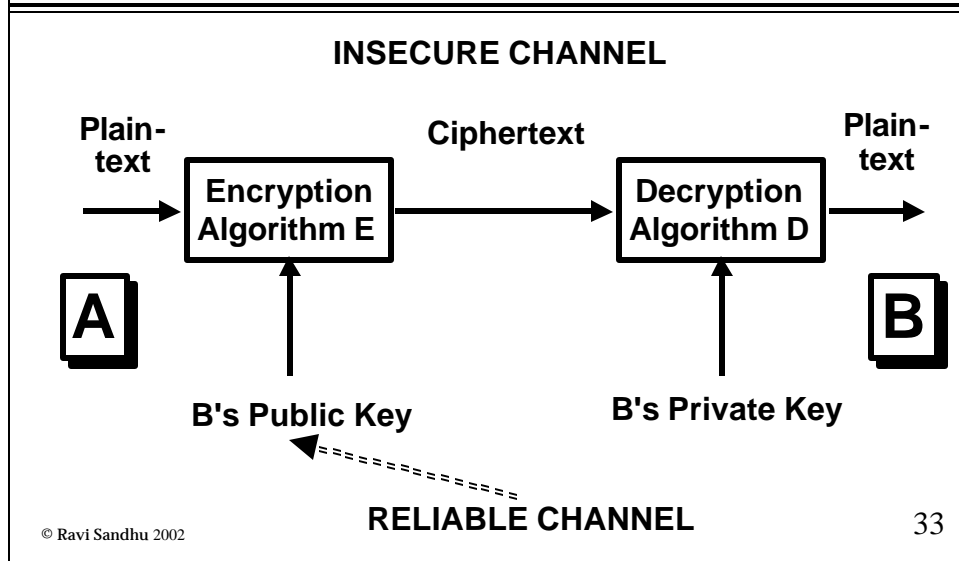 INSECURE CHANNEL
Plain-
text
Ciphertext
Plain-
text
Encryption
Algorithm E
Decryption
Algorithm D
A
B
B's Public Key
B's Private Key
RELIABLE CHANNEL
© Ravi Sandhu 2002
33